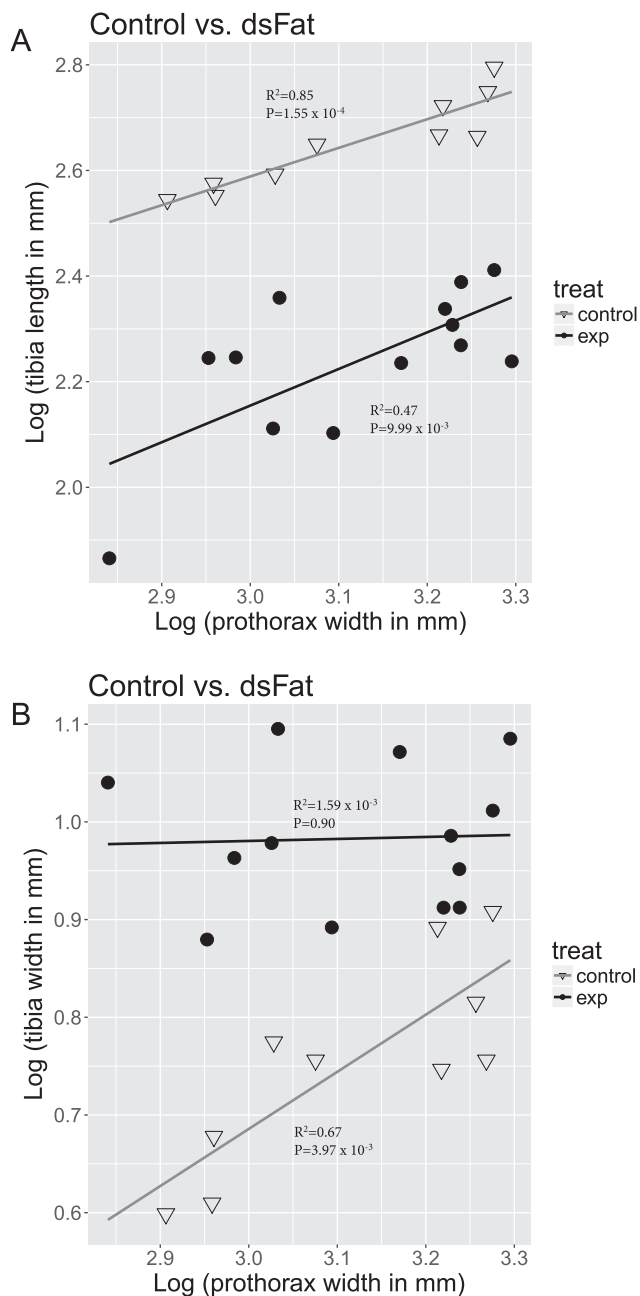 Control vs. dsFat
A
2.8
2.6
2.4
2.2
2.0
Log (tibia length in mm)
R²=0.85
P=1.55 x 10⁻⁴
R²=0.47
P=9.99 x 10⁻³
treat
control
exp
2.9 3.0 3.1 3.2 3.3
Log (prothorax width in mm)
Control vs. dsFat
B
1.1
1.0
0.9
0.8
0.7
0.6
Log (tibia width in mm)
R²=1.59 x 10⁻³
P=0.90
R²=0.67
P=3.97 x 10⁻³
treat
control
exp
2.9 3.0 3.1 3.2 3.3
Log (prothorax width in mm)